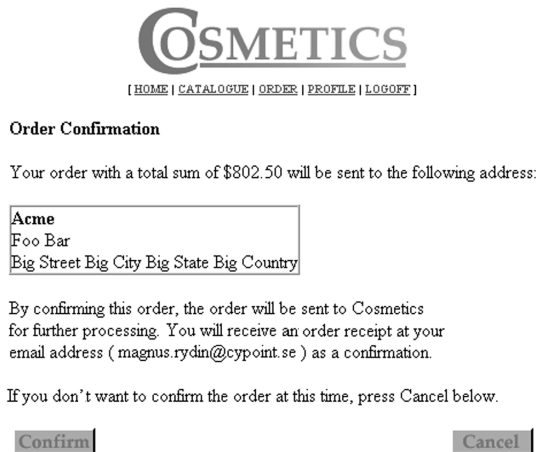 COSMETICS
[ HOME | CATALOGUE | ORDER | PROFILE | LOGOFF ]
Order Confirmation
Your order with a total sum of $802.50 will be sent to the following address:
Acme
Foo Bar
Big Street Big City Big State Big Country
By confirming this order, the order will be sent to Cosmetics
for further processing. You will receive an order receipt at your
email address ( magnus.rydin@cypoint.se ) as a confirmation.
If you don't want to confirm the order at this time, press Cancel below.
Confirm Cancel